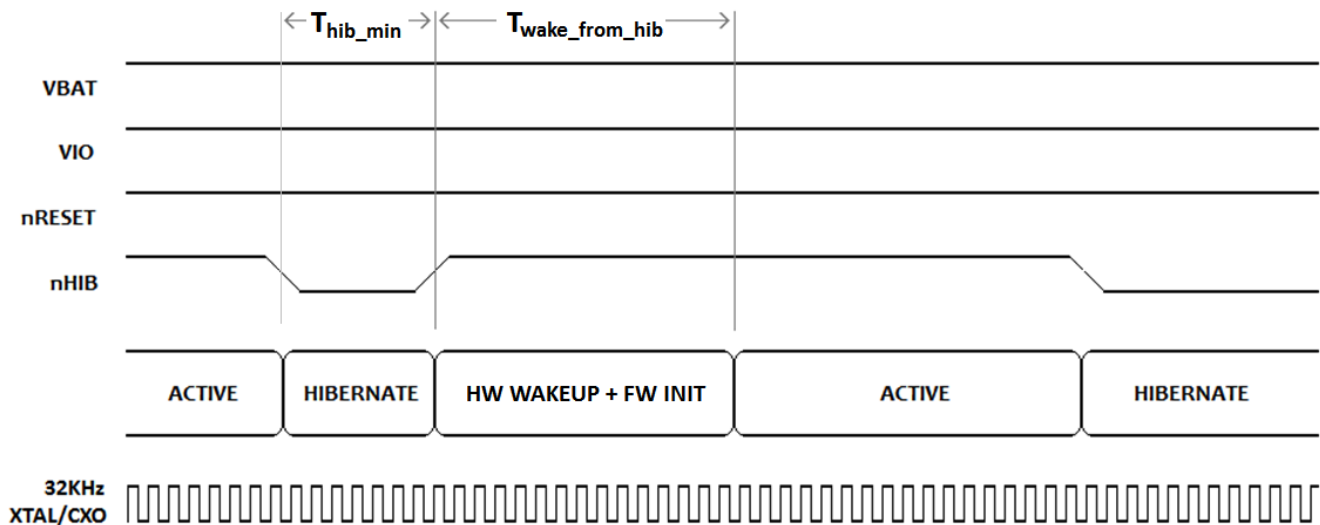 Thib_min Twake_from_hib
VBAT
VIO
nRESET
nHIB
ACTIVE HIBERNATE HW WAKEUP + FW INIT ACTIVE HIBERNATE
32KHz
XTAL/CXO